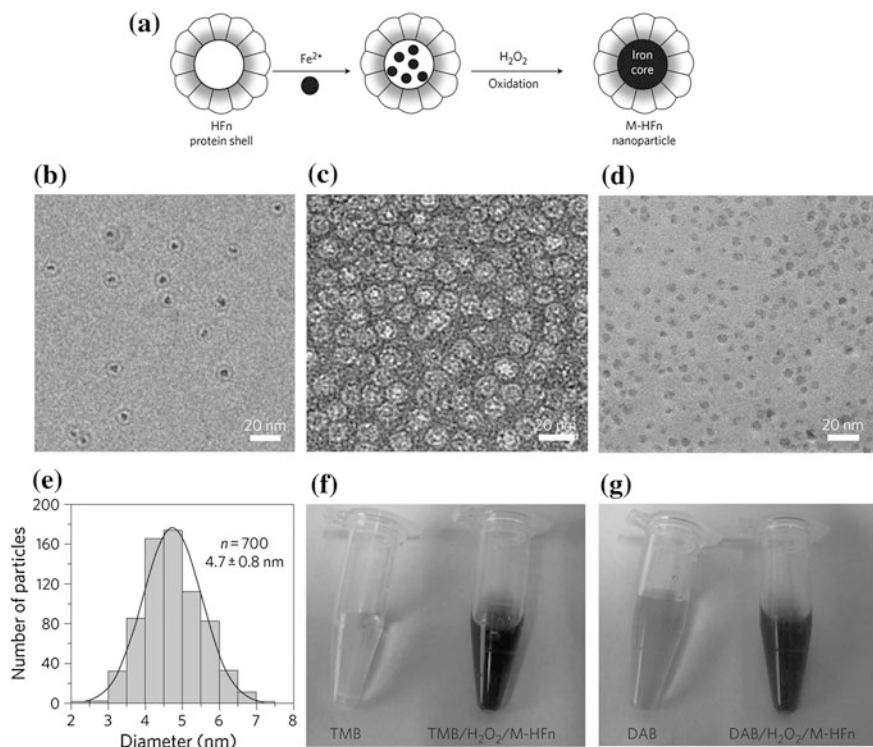 (a)
Fe²⁺
H₂O₂
Oxidation
Iron
core
HFn
protein shell
M-HFn
nanoparticle
(b)
(c)
(d)
20 nm
20 nm
20 nm
(e)
(f)
(g)
Number of particles
200
160
120
80
40
0
n = 700
4.7 ± 0.8 nm
2 3 4 5 6 7 8
Diameter (nm)
TMB
TMB/H₂O₂/M-HFn
DAB
DAB/H₂O₂/M-HFn